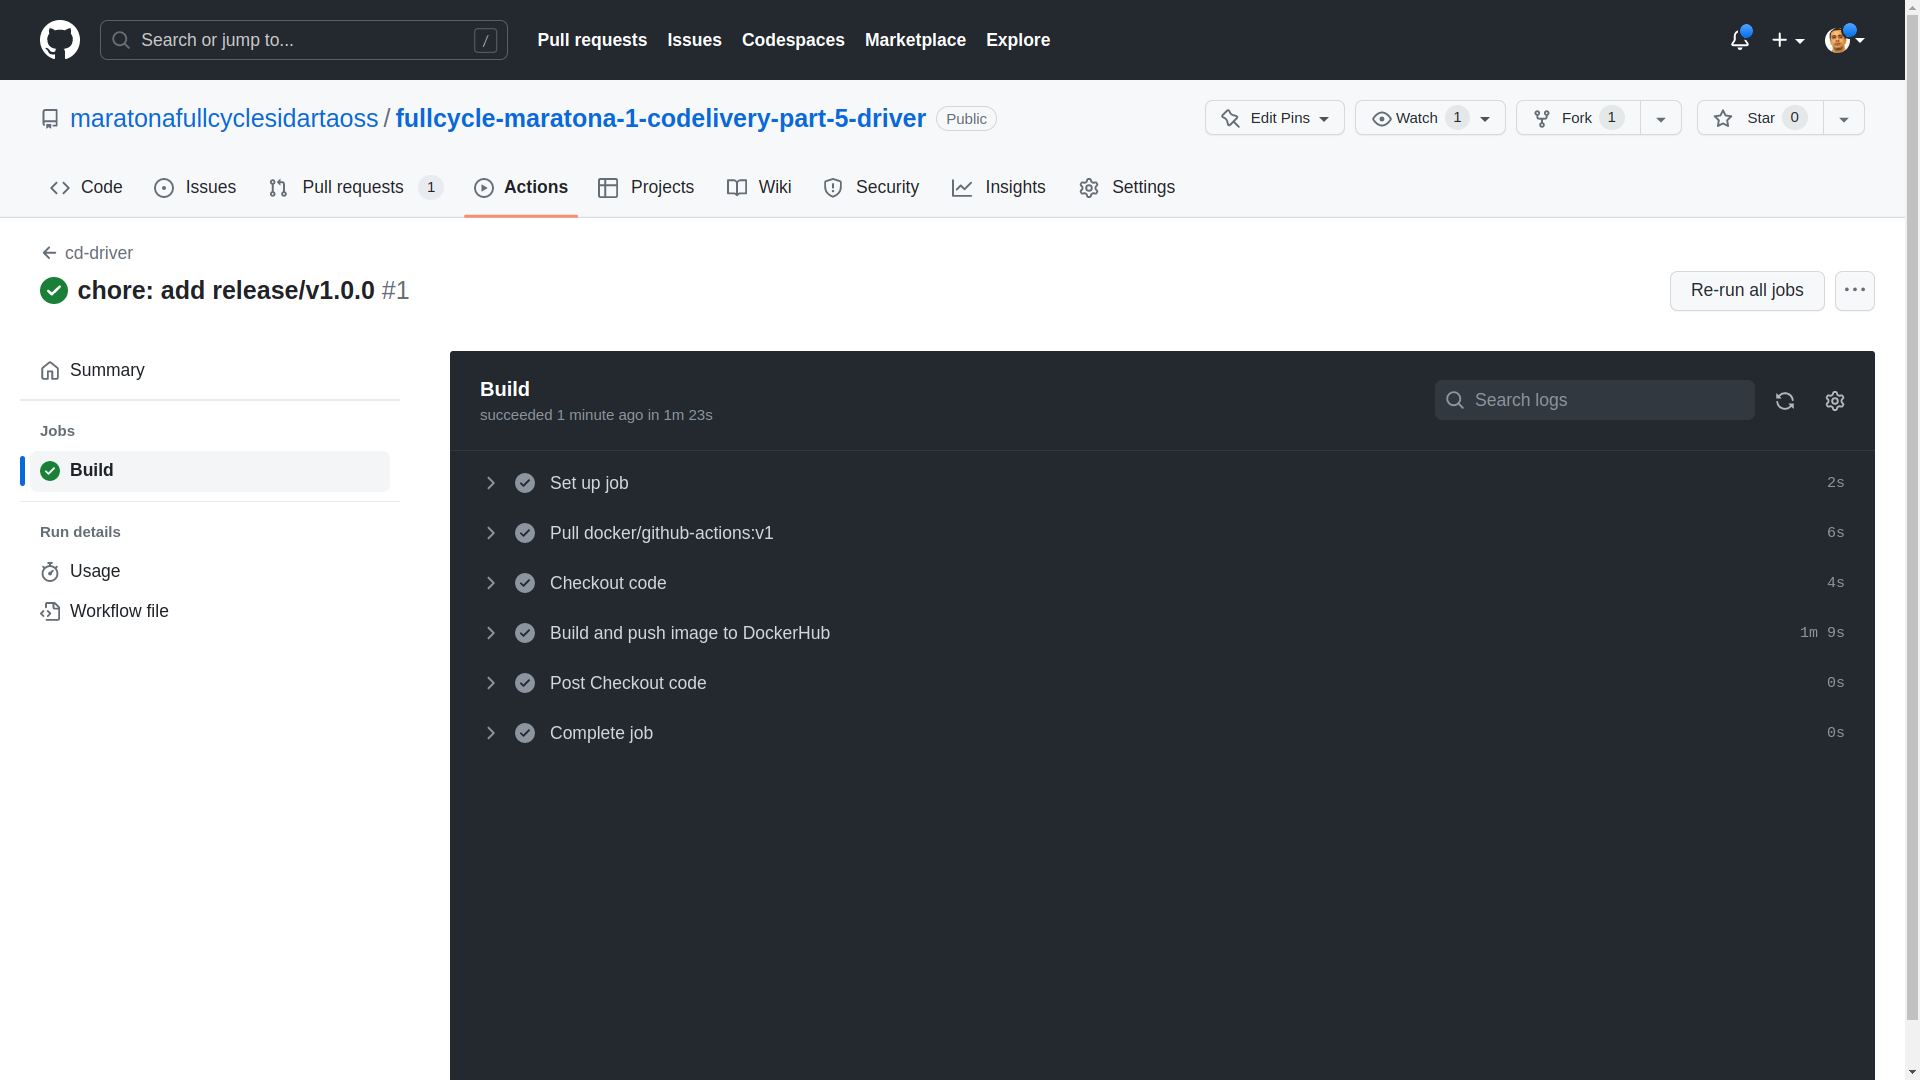 Search or jump to... /
Pull requests Issues Codespaces Marketplace Explore
maratonafullcyclesidartaoss / fullcycle-maratona-1-codelivery-part-5-driver Public
Edit Pins Watch 1 Fork 1 Star 0
Code Issues Pull requests 1 Actions Projects Wiki Security Insights Settings
cd-driver
chore: add release/v1.0.0 #1
Re-run all jobs
Summary
Jobs
Build
Run details
Usage
Workflow file
Build
succeeded 1 minute ago in 1m 23s
Search logs
Set up job 2s
Pull docker/github-actions:v1 6s
Checkout code 4s
Build and push image to DockerHub 1m 9s
Post Checkout code 0s
Complete job 0s